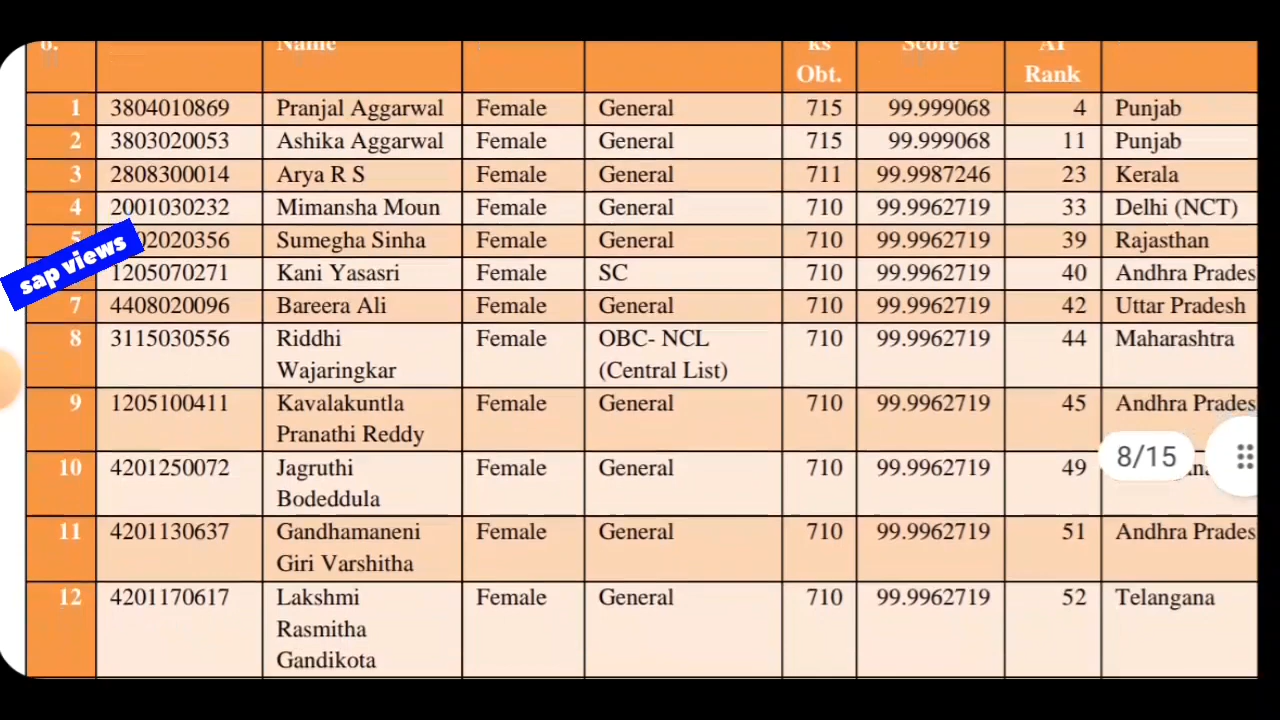 o. Name ks Score AI
Obt. Rank
1 3804010869 Pranjal Aggarwal Female General 715 99.999068 4 Punjab
2 3803020053 Ashika Aggarwal Female General 715 99.999068 11 Punjab
3 2808300014 Arya R S Female General 711 99.9987246 23 Kerala
4 2001030232 Mimansha Moun Female General 710 99.9962719 33 Delhi (NCT)
02020356 Sumegha Sinha Female General 710 99.9962719 39 Rajasthan
sap views
1205070271 Kani Yasasri Female SC 710 99.9962719 40 Andhra Prades
7 4408020096 Bareera Ali Female General 710 99.9962719 42 Uttar Pradesh
8 3115030556 Riddhi Female OBC- NCL 710 99.9962719 44 Maharashtra
Wajaringkar (Central List)
9 1205100411 Kavalakuntla Female General 710 99.9962719 45 Andhra Prades
Pranathi Reddy
8/15
10 4201250072 Jagruthi Female General 710 99.9962719 49
Bodeddula
11 4201130637 Gandhamaneni Female General 710 99.9962719 51 Andhra Prades
Giri Varshitha
12 4201170617 Lakshmi Female General 710 99.9962719 52 Telangana
Rasmitha
Gandikota